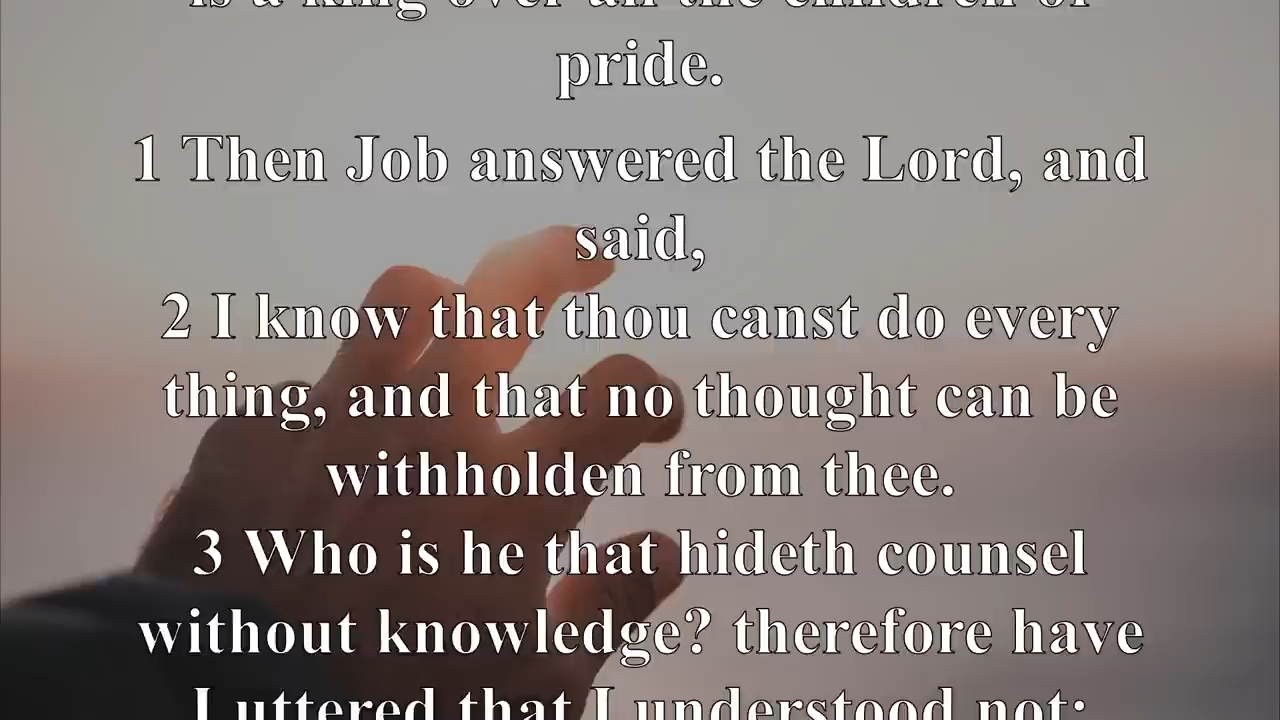 is a king over all the children of
pride.
1 Then Job answered the Lord, and
said,
2 I know that thou canst do every
thing, and that no thought can be
withholden from thee.
3 Who is he that hideth counsel
without knowledge? therefore have
I uttered that I understood not;